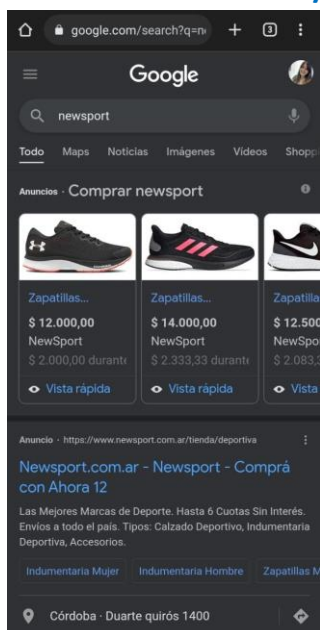 google.com/search?q=n
3
Google
newsport
Todo Maps Noticias Imágenes Vídeos Shopp
Anuncios · Comprar newsport
Zapatillas...
$ 12.000,00
NewSport
$ 2.000,00 durante
Vista rápida
Zapatillas...
$ 14.000,00
NewSport
$ 2.333,33 durante
Vista rápida
Zapatilla
$ 12.500
NewSpo
$ 2.083,3
Vista
Anuncio · https://www.newsport.com.ar/tienda/deportiva
Newsport.com.ar - Newsport - Comprá
con Ahora 12
Las Mejores Marcas de Deporte. Hasta 6 Cuotas Sin Interés.
Envíos a todo el país. Tipos: Calzado Deportivo, Indumentaria
Deportiva, Accesorios.
Indumentaria Mujer Indumentaria Hombre Zapatillas M
Córdoba · Duarte quirós 1400